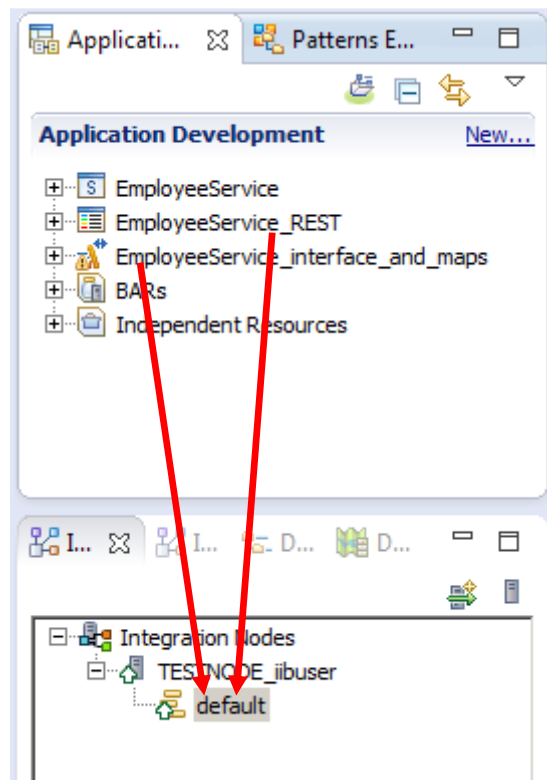 Applicati... Patterns E...
Application Development New...
EmployeeService
EmployeeService_REST
EmployeeService_interface_and_maps
BARs
Independent Resources
I... I... D... D...
Integration Nodes
TESTNODE_iibuser
default